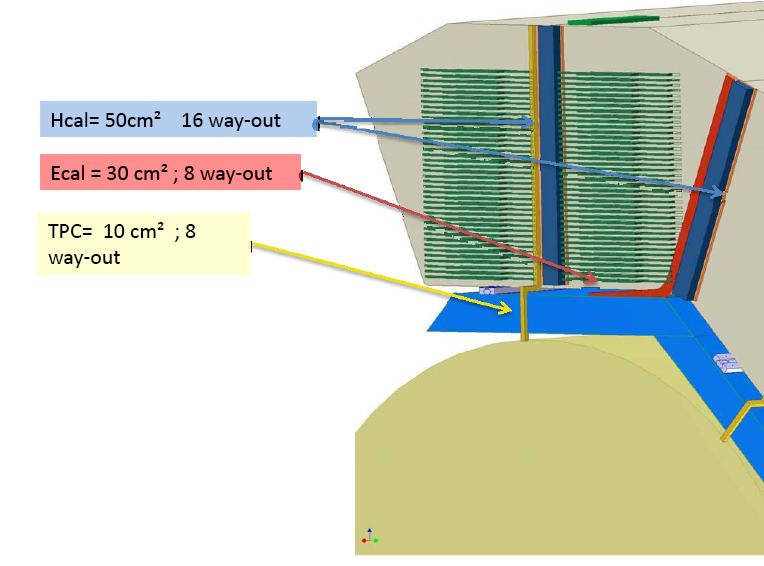 Hcal= 50cm² 16 way-out
Ecal = 30 cm² ; 8 way-out
TPC= 10 cm² ; 8
way-out